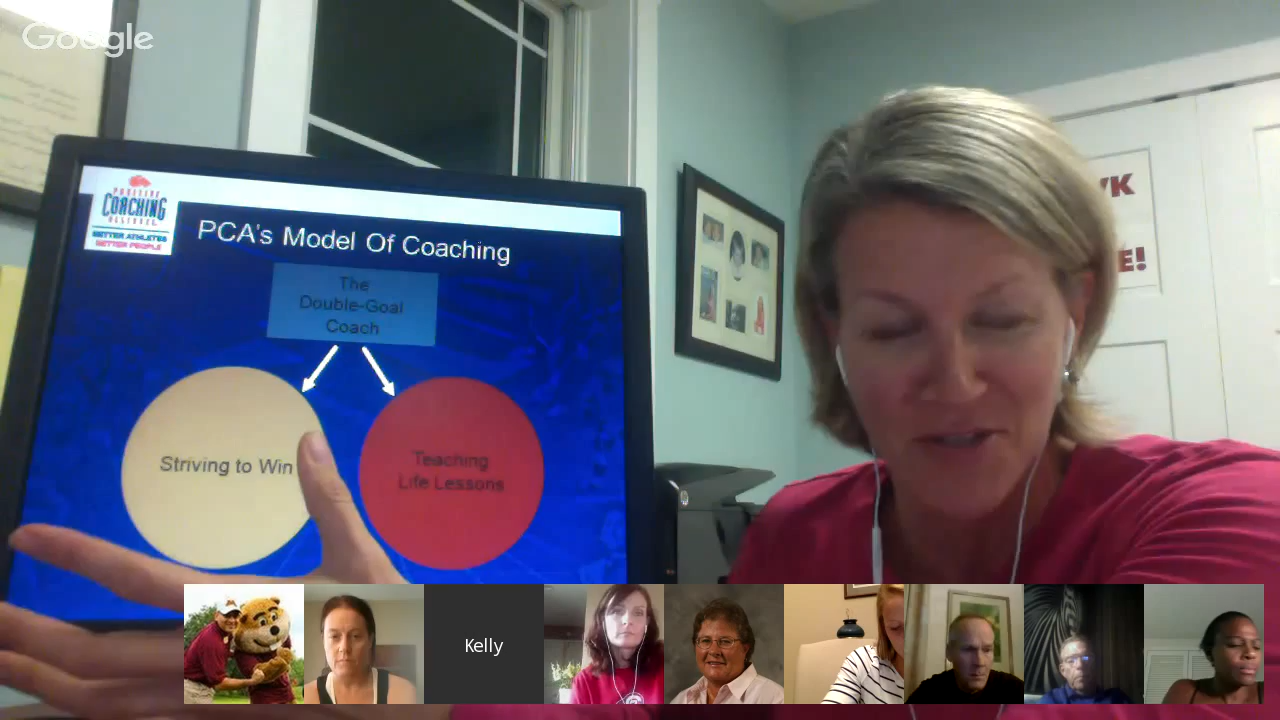 Google
POSITIVE
COACHING
ALLIANCE
BETTER ATHLETES
BETTER PEOPLE
PCA's Model Of Coaching
The
Double-Goal
Coach
Striving to Win
Teaching
Life Lessons
Kelly